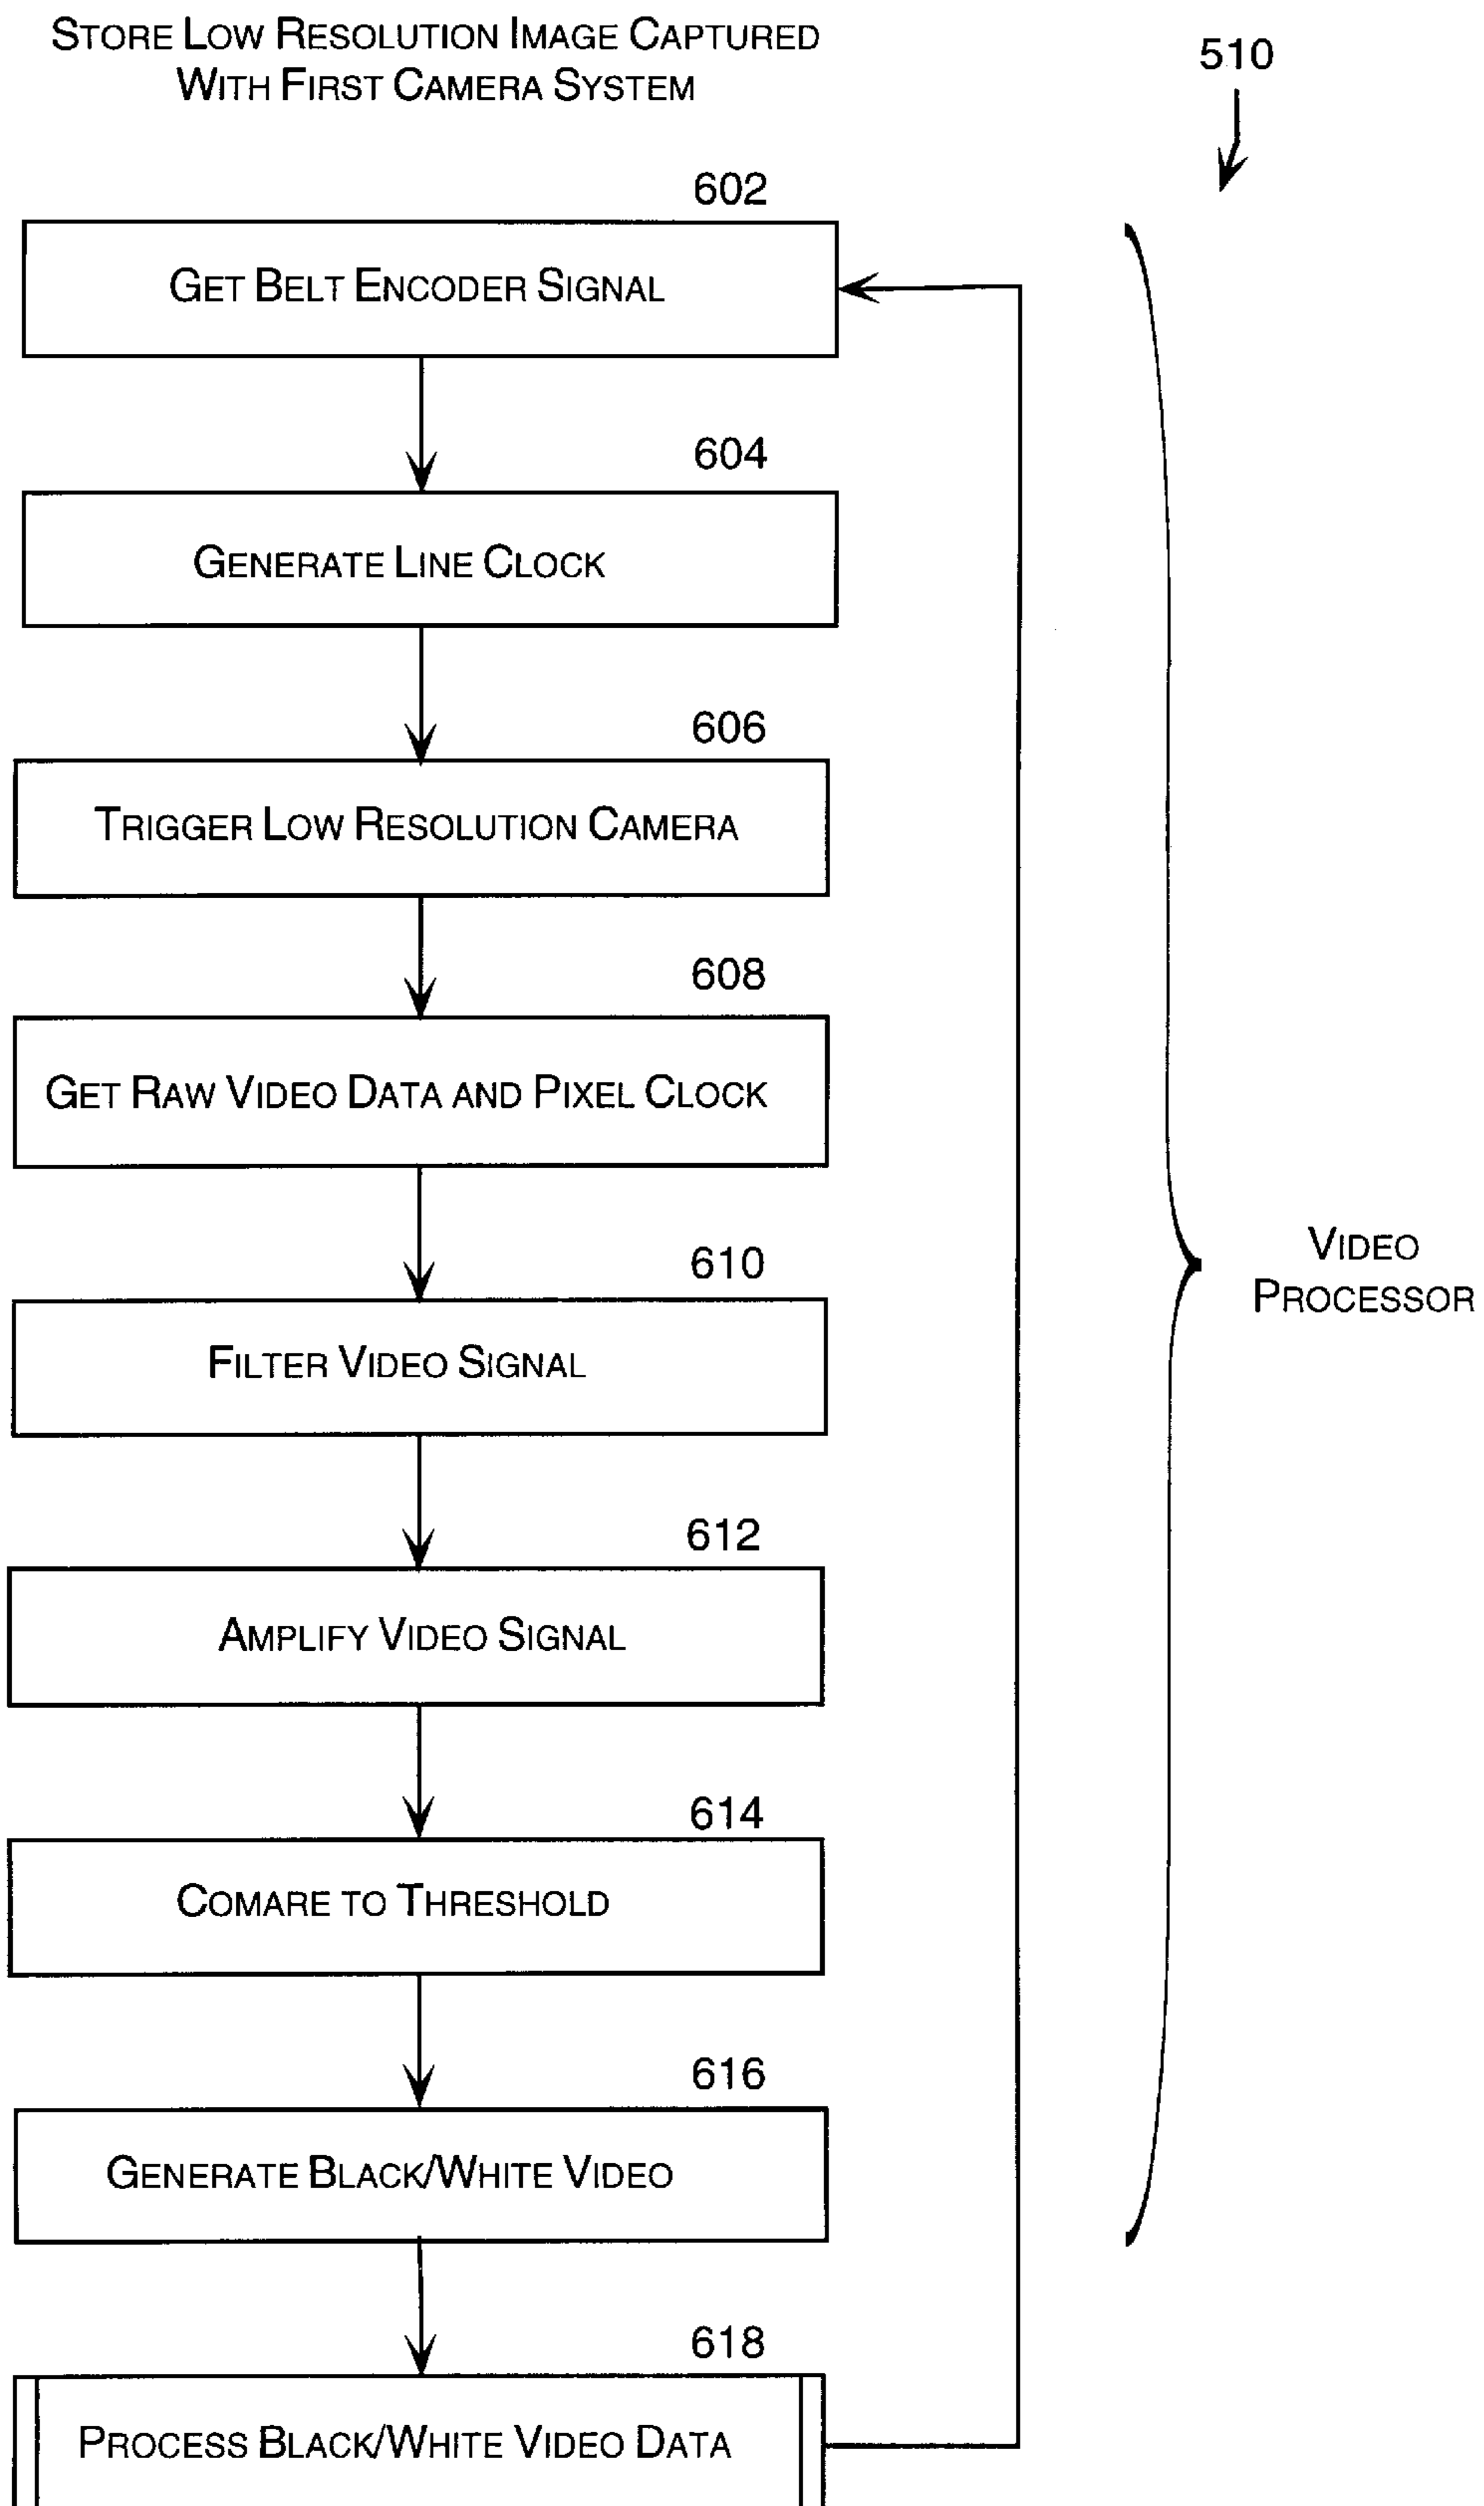 STORE LOW RESOLUTION IMAGE CAPTURED
WITH FIRST CAMERA SYSTEM
510
602
GET BELT ENCODER SIGNAL
604
GENERATE LINE CLOCK
606
TRIGGER LOW RESOLUTION CAMERA
608
GET RAW VIDEO DATA AND PIXEL CLOCK
610
FILTER VIDEO SIGNAL
612
AMPLIFY VIDEO SIGNAL
614
COMARE TO THRESHOLD
616
GENERATE BLACK/WHITE VIDEO
618
PROCESS BLACK/WHITE VIDEO DATA
VIDEO
PROCESSOR